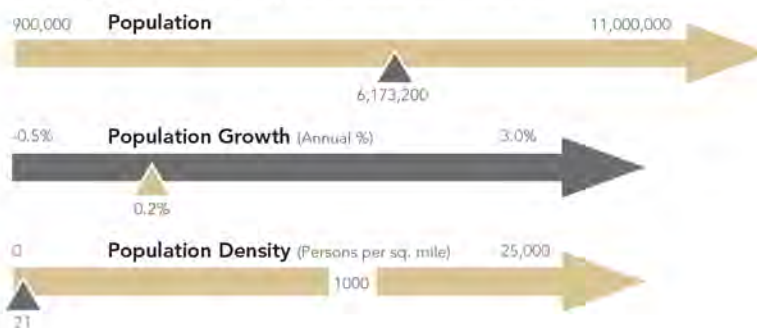 900,000 Population 11,000,000
6,173,200
-0.5% Population Growth (Annual %) 3.0%
0.2%
0 Population Density (Persons per sq. mile) 25,000
1000
21